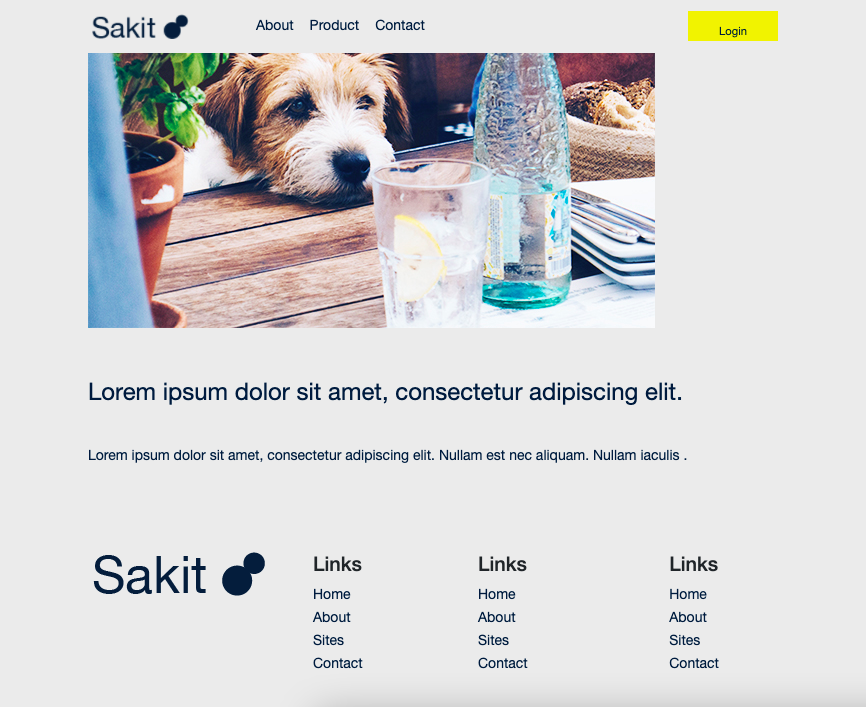 Sakit About Product Contact Login
Lorem ipsum dolor sit amet, consectetur adipiscing elit.
Lorem ipsum dolor sit amet, consectetur adipiscing elit. Nullam est nec aliquam. Nullam iaculis .
Sakit
Links Links Links
Home Home Home
About About About
Sites Sites Sites
Contact Contact Contact